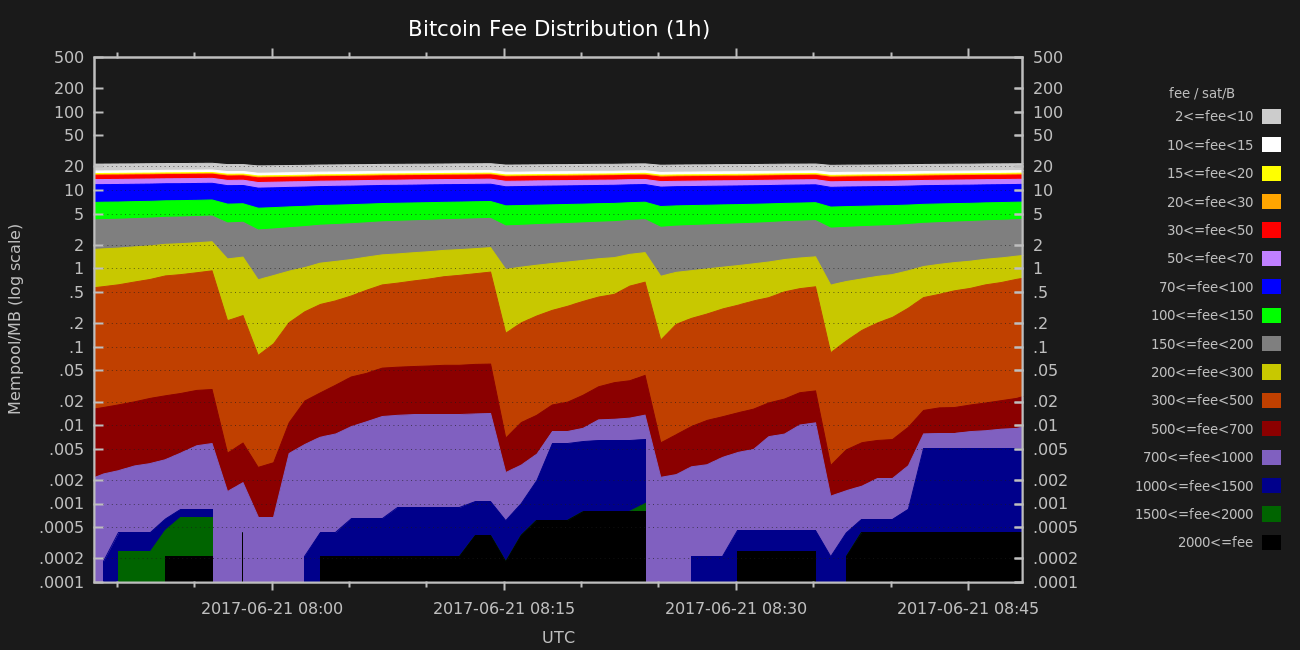 Bitcoin Fee Distribution (1h)
500
200
100
50
20
10
5
2
1
.5
.2
.1
.05
.02
.01
.005
.002
.001
.0005
.0002
.0001
Mempool/MB (log scale)
500
200
100
50
20
10
5
2
1
.5
.2
.1
.05
.02
.01
.005
.002
.001
.0005
.0002
.0001
2017-06-21 08:00
2017-06-21 08:15
2017-06-21 08:30
2017-06-21 08:45
UTC
fee / sat/B
2<=fee<10
10<=fee<15
15<=fee<20
20<=fee<30
30<=fee<50
50<=fee<70
70<=fee<100
100<=fee<150
150<=fee<200
200<=fee<300
300<=fee<500
500<=fee<700
700<=fee<1000
1000<=fee<1500
1500<=fee<2000
2000<=fee